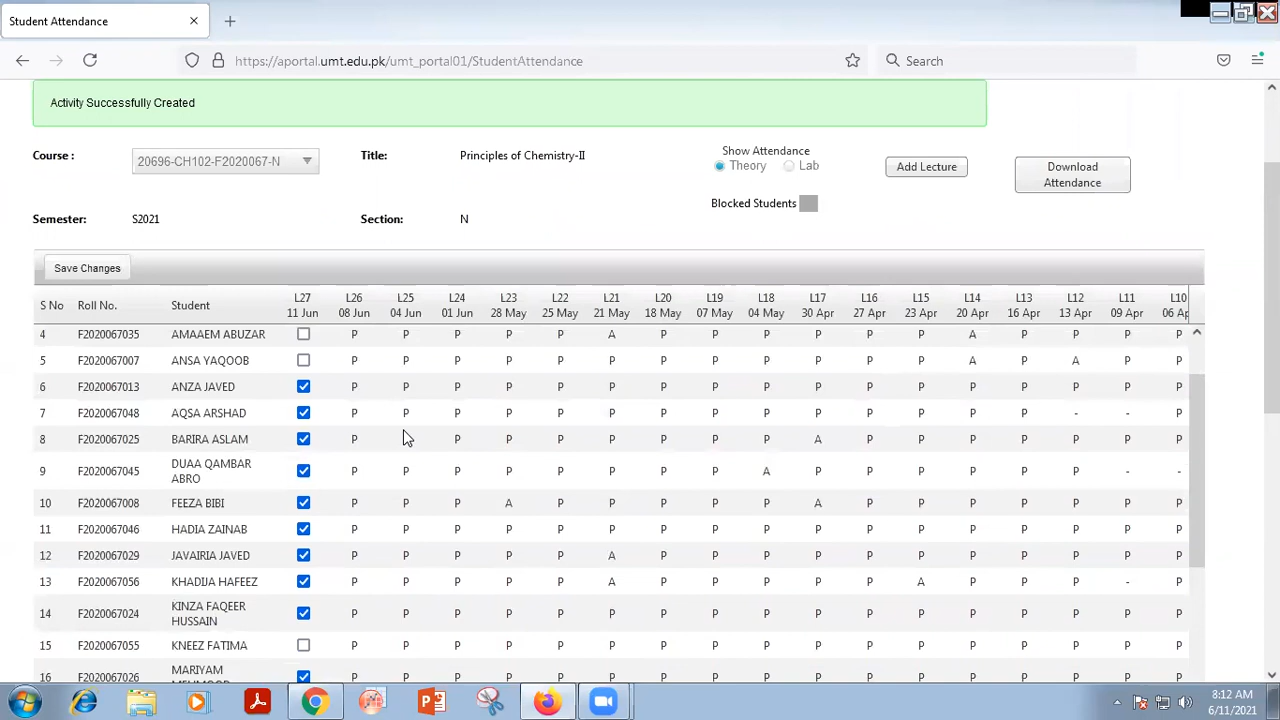 Student Attendance
https://aportal.umt.edu.pk/umt_portal01/StudentAttendance
Search
Activity Successfully Created
Course : 20696-CH102-F2020067-N Title: Principles of Chemistry-II Show Attendance Theory Lab Add Lecture Download Attendance
Blocked Students
Semester: S2021 Section: N
Save Changes
S No Roll No. Student L27 L26 L25 L24 L23 L22 L21 L20 L19 L18 L17 L16 L15 L14 L13 L12 L11 L10
11 Jun 08 Jun 04 Jun 01 Jun 28 May 25 May 21 May 18 May 07 May 04 May 30 Apr 27 Apr 23 Apr 20 Apr 16 Apr 13 Apr 09 Apr 06 Ap
4 F2020067035 AMAAEM ABUZAR P P P P P A P P P P P P A P P P P
5 F2020067007 ANSA YAQOOB P P P P P P P P P P P P A P A P P
6 F2020067013 ANZA JAVED P P P P P P P P P P P P P P P P P
7 F2020067048 AQSA ARSHAD P P P P P P P P P P P P P P - - P
8 F2020067025 BARIRA ASLAM P P P P P P P P P A P P P P P P P
9 F2020067045 DUAA QAMBAR ABRO P P P P P P P P A P P P P P P - -
10 F2020067008 FEEZA BIBI P P P A P P P P P A P P P P P P P
11 F2020067046 HADIA ZAINAB P P P P P P P P P P P P P P P P P
12 F2020067029 JAVAIRIA JAVED P P P P P A P P P P P P P P P P P
13 F2020067056 KHADIJA HAFEEZ P P P P P A P P P P P A P P P - P
14 F2020067024 KINZA FAQEER HUSSAIN P P P P P P P P P P P P P P P P P
15 F2020067055 KNEEZ FATIMA P P P P P P P P P P P P P P P P P
16 F2020067026 MARIYAM MEHMOOD P P P P P P P P P P P P P P P P P
8:12 AM
6/11/2021